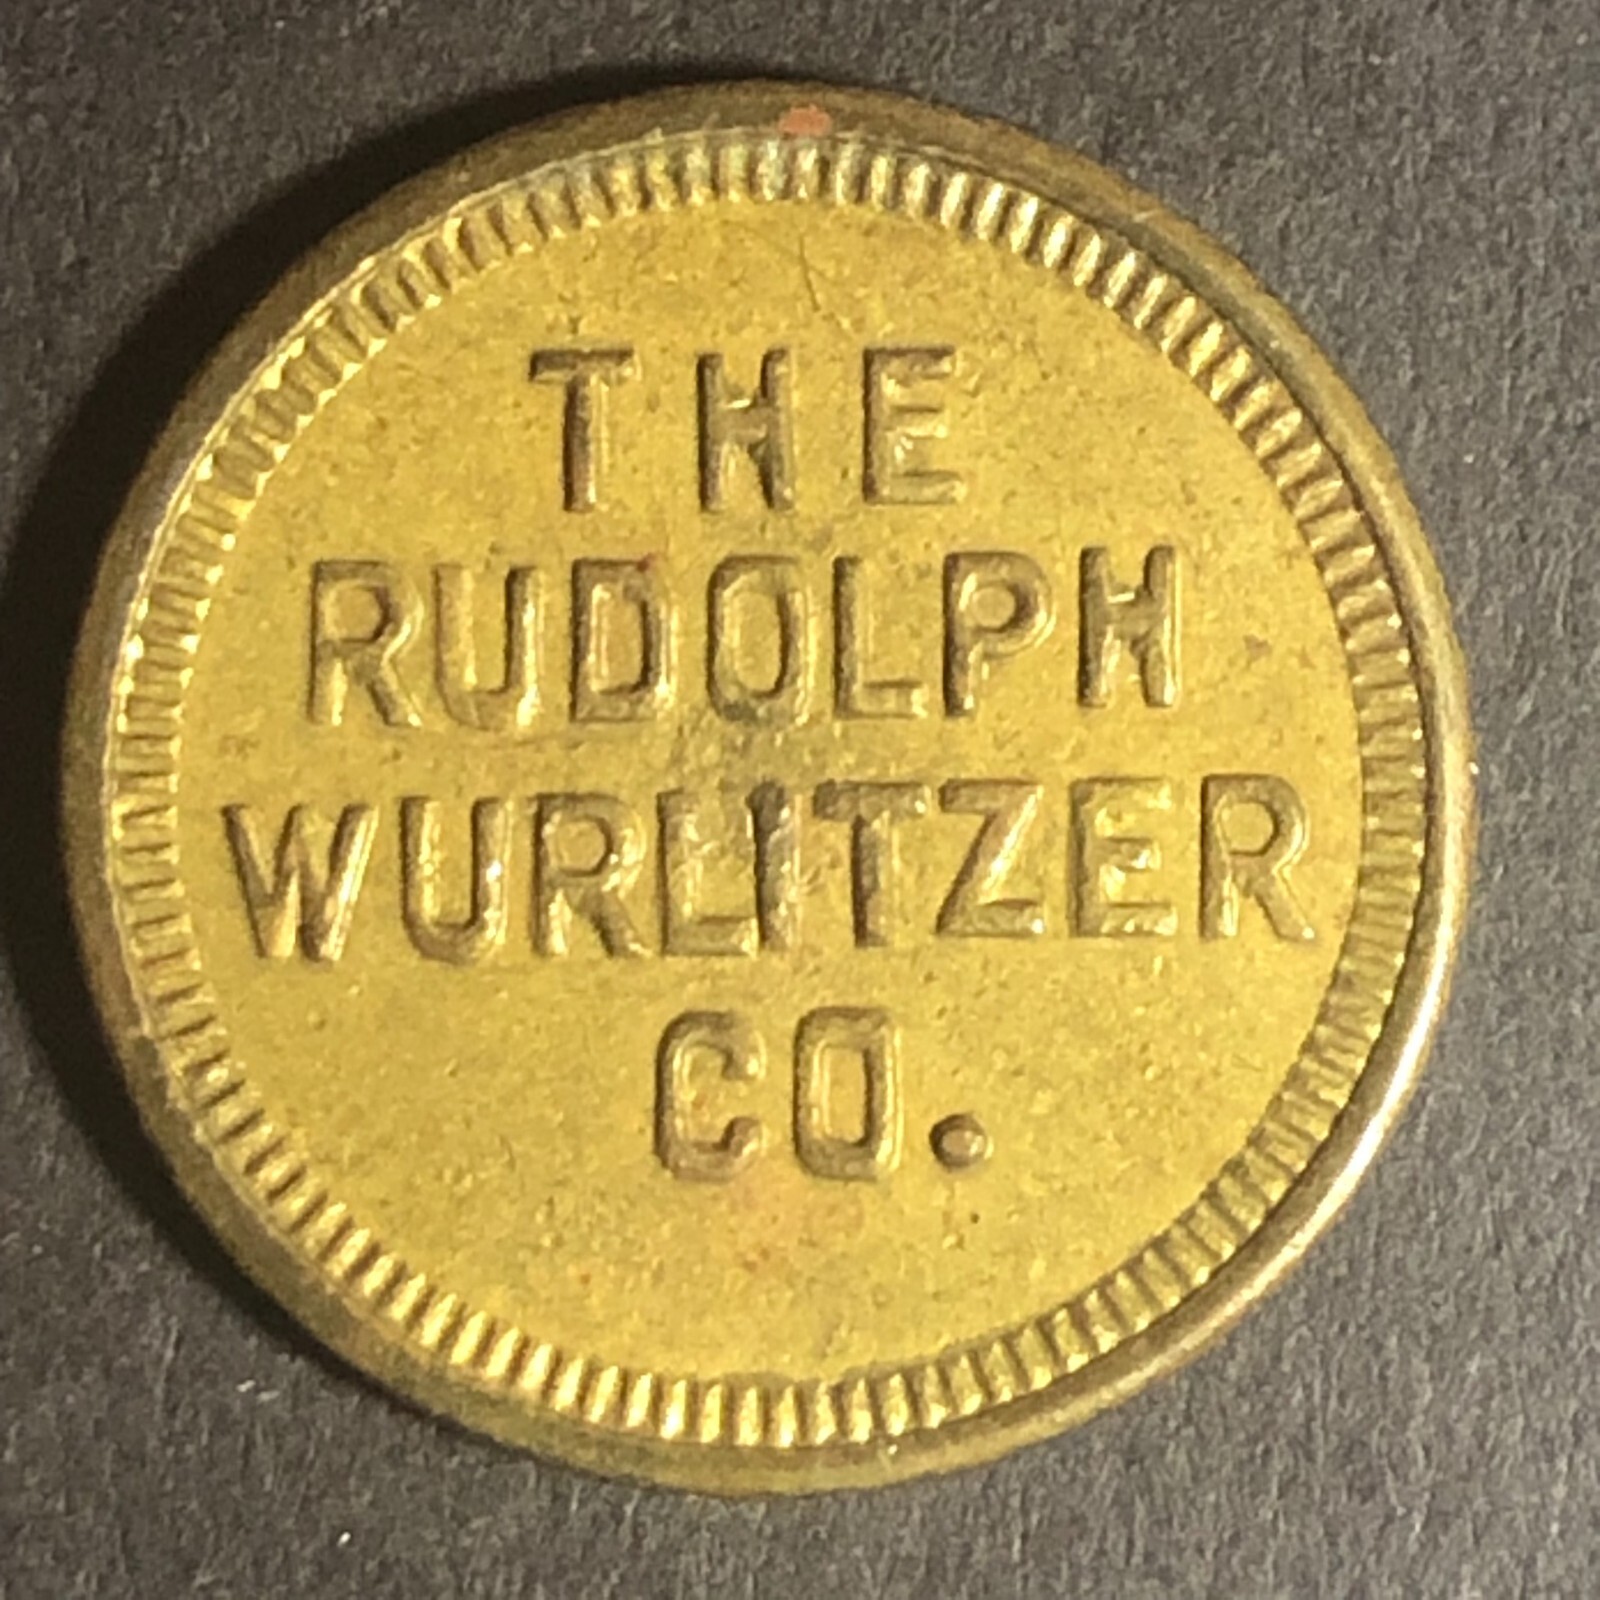 THE
RUDOLPH
WURLITZER
CO.